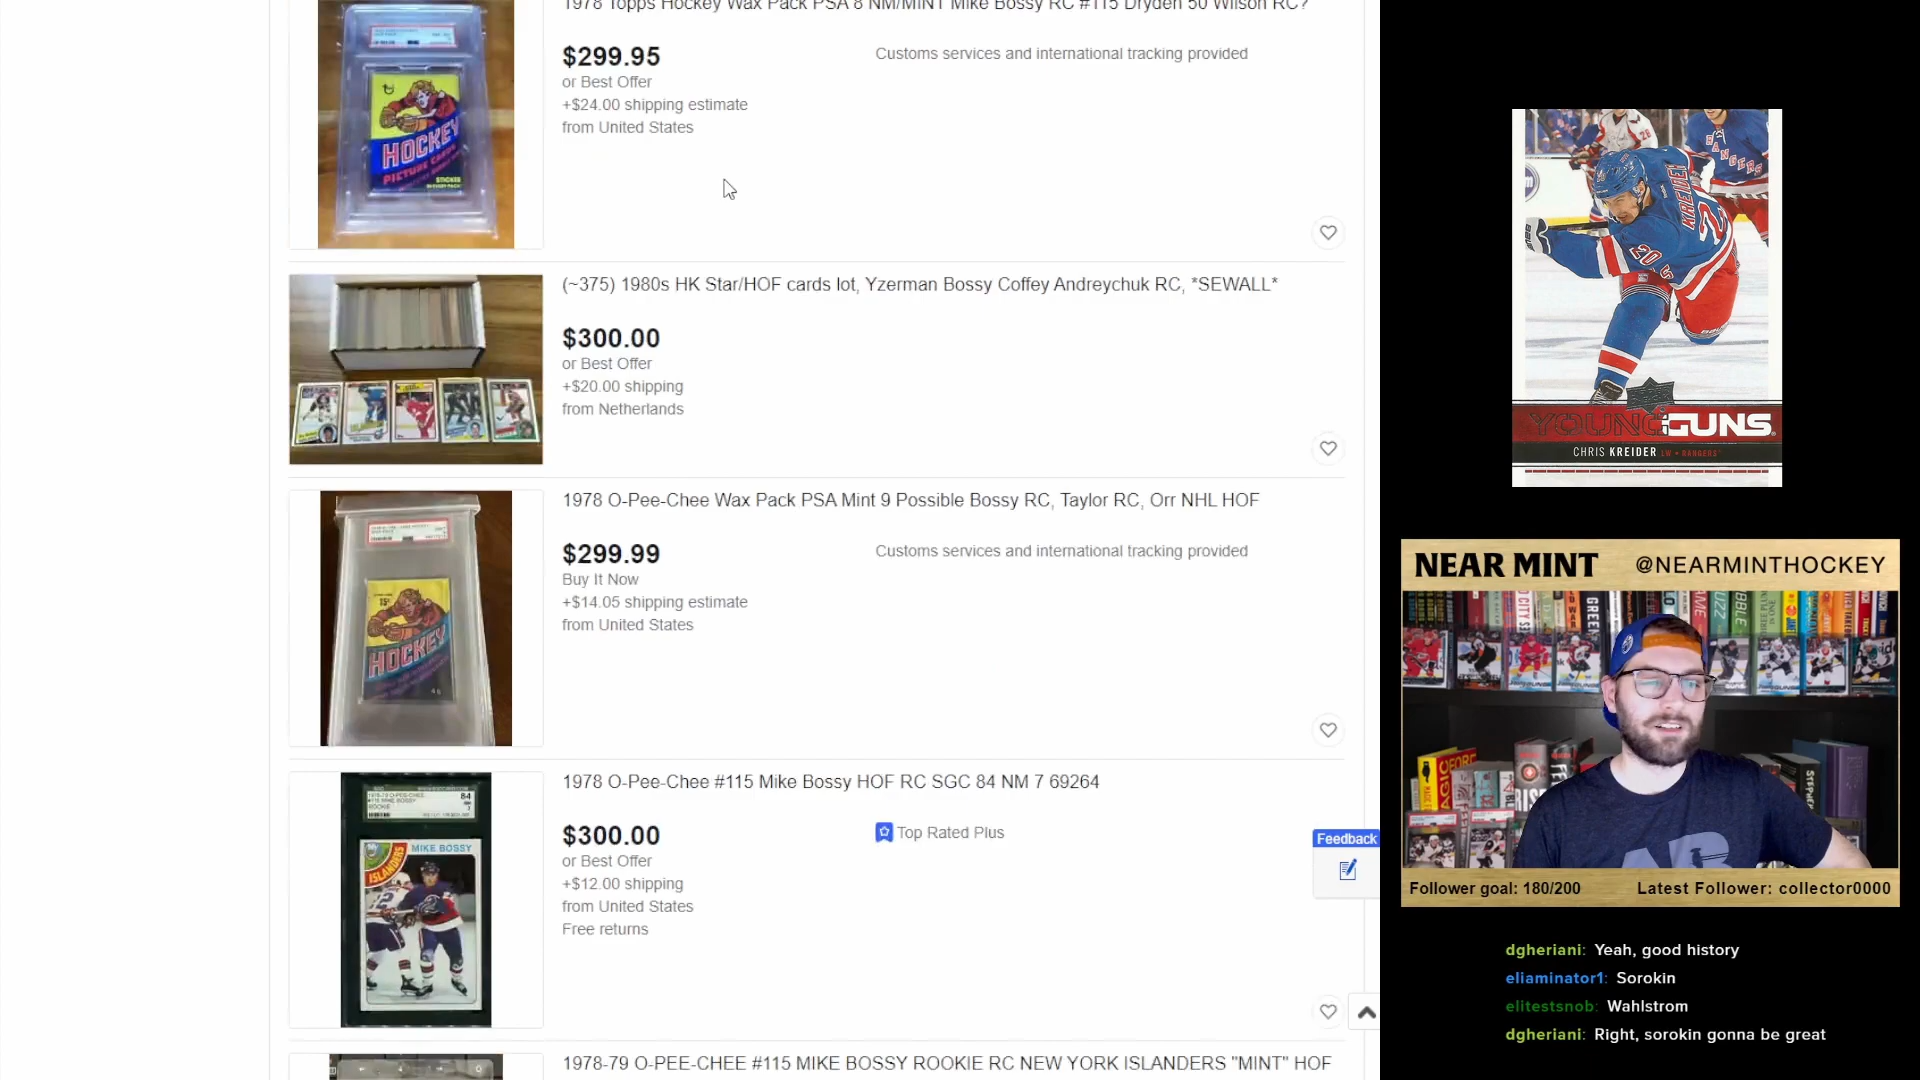 1978 Topps Hockey Wax Pack PSA 8 NM/MINT Mike Bossy RC #115 Dryden 50 Wilson RC?
$299.95
or Best Offer
+$24.00 shipping estimate
from United States
Customs services and international tracking provided
HOCKEY
PICTURE CARDS
(~375) 1980s HK Star/HOF cards lot, Yzerman Bossy Coffey Andreychuk RC, *SEWALL*
$300.00
or Best Offer
+$20.00 shipping
from Netherlands
1978 O-Pee-Chee Wax Pack PSA Mint 9 Possible Bossy RC, Taylor RC, Orr NHL HOF
$299.99
Buy It Now
+$14.05 shipping estimate
from United States
Customs services and international tracking provided
HOCKEY
1978 O-Pee-Chee #115 Mike Bossy HOF RC SGC 84 NM 7 69264
$300.00
or Best Offer
+$12.00 shipping
from United States
Free returns
Top Rated Plus
84
MIKE BOSSY
ISLANDERS
Feedback
1978-79 O-PEE-CHEE #115 MIKE BOSSY ROOKIE RC NEW YORK ISLANDERS "MINT" HOF
RANGERS
KREIDER
20
YOUNG GUNS
CHRIS KREIDER LW • RANGERS
NEAR MINT
@NEARMINTHOCKEY
Follower goal: 180/200
Latest Follower: collector0000
dgheriani: Yeah, good history
eliaminator1: Sorokin
elitestsnob: Wahlstrom
dgheriani: Right, sorokin gonna be great